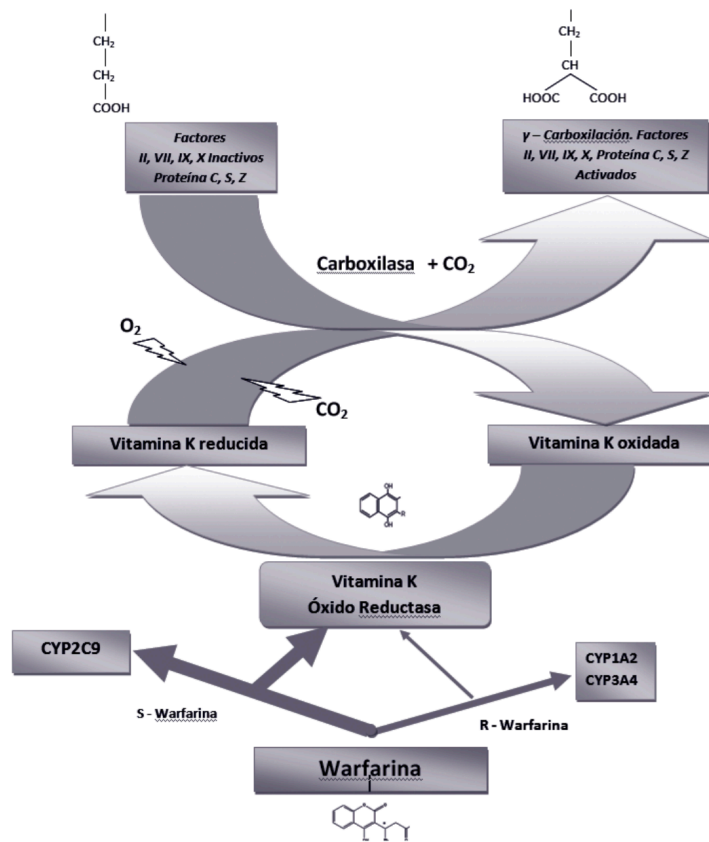 CH₂
CH₂
COOH
CH₂
CH
HOOC COOH
Factores
II, VII, IX, X Inactivos
Proteína C, S, Z
γ – Carboxilación. Factores
II, VII, IX, X, Proteína C, S, Z
Activados
Carboxilasa + CO₂
O₂
CO₂
Vitamina K reducida
Vitamina K oxidada
OH
R
OH
Vitamina K
Óxido Reductasa
CYP2C9
CYP1A2
CYP3A4
S - Warfarina
R - Warfarina
Warfarina